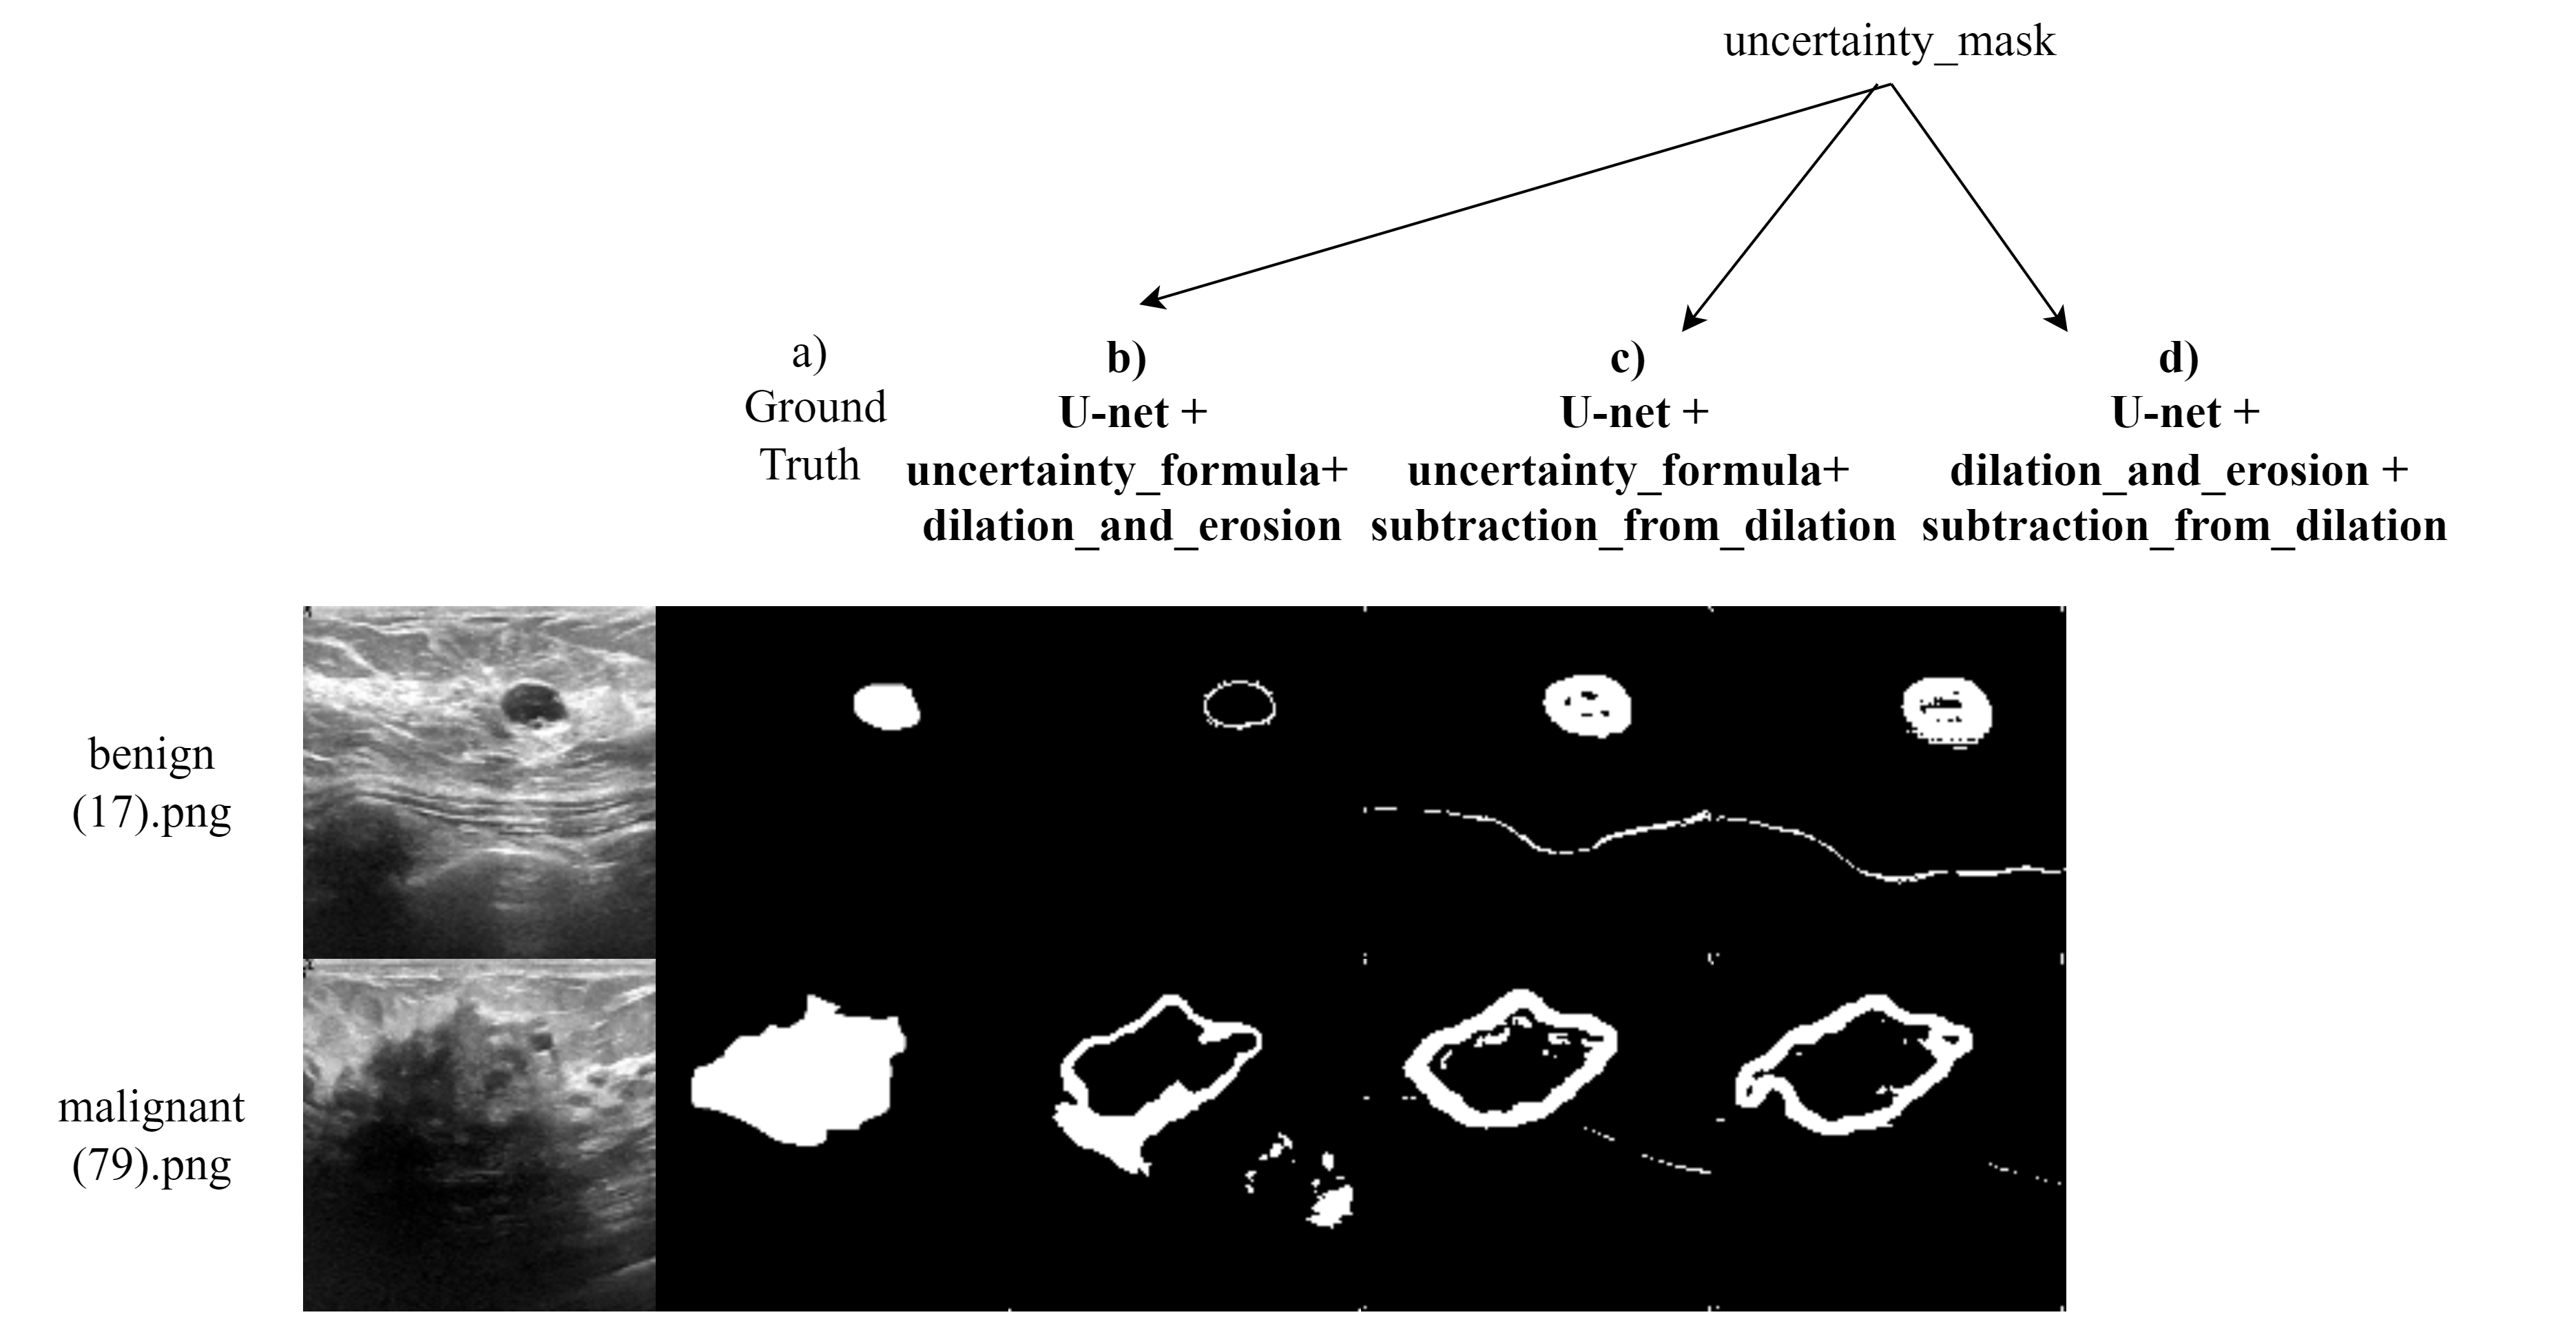 uncertainty_mask
a)
Ground
Truth
b)
U-net +
uncertainty_formula+
dilation_and_erosion
c)
U-net +
uncertainty_formula+
subtraction_from_dilation
d)
U-net +
dilation_and_erosion +
subtraction_from_dilation
benign
(17).png
malignant
(79).png